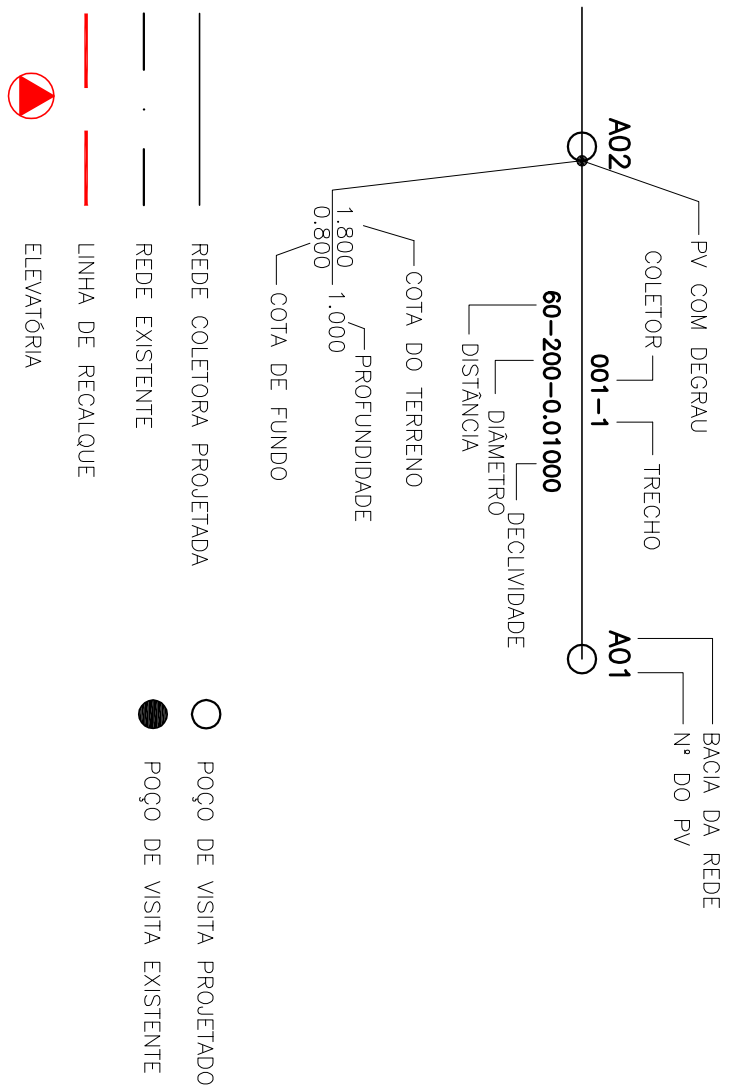 PV COM DEGRAU
BACIA DA REDE
Nº DO PV
COLETOR
TRECHO
A02
001-1
A01
60-200-0.01000
DECLIVIDADE
DIÂMETRO
DISTÂNCIA
COTA DO TERRENO
1.800
1.000
PROFUNDIDADE
0.800
COTA DE FUNDO
REDE COLETORA PROJETADA
POÇO DE VISITA PROJETADO
REDE EXISTENTE
POÇO DE VISITA EXISTENTE
LINHA DE RECALQUE
ELEVATÓRIA